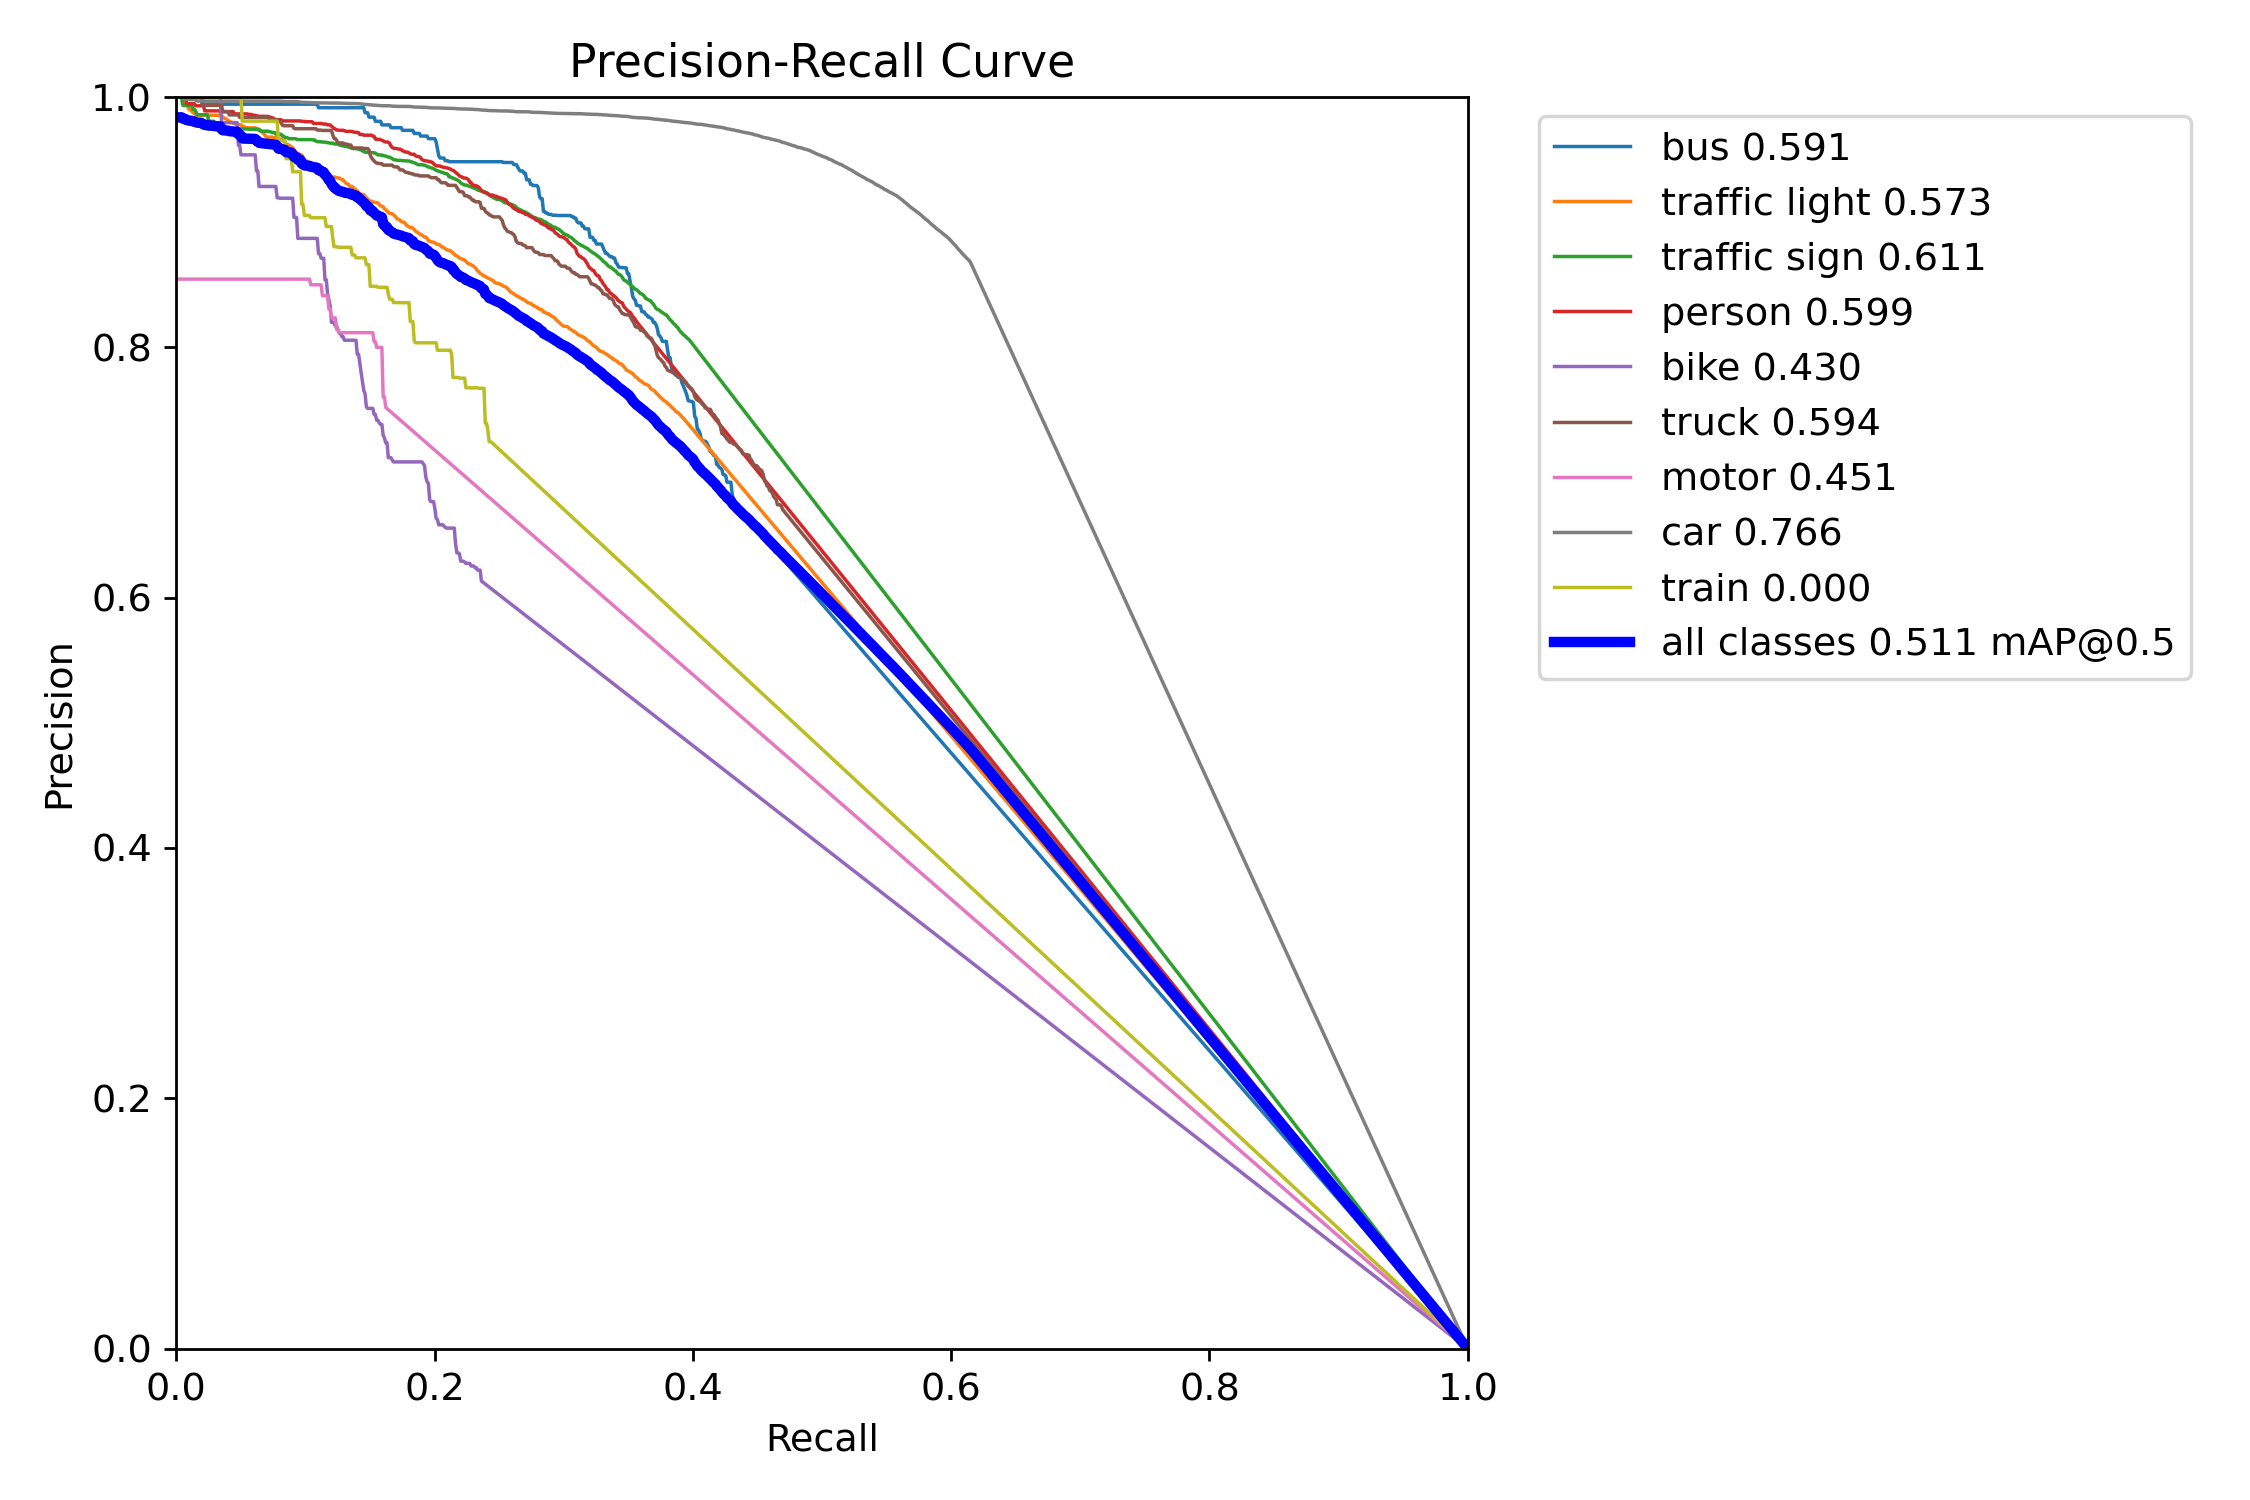 Precision-Recall Curve
1.0
0.8
0.6
0.4
0.2
0.0
Precision
0.0 0.2 0.4 0.6 0.8 1.0
Recall
bus 0.591
traffic light 0.573
traffic sign 0.611
person 0.599
bike 0.430
truck 0.594
motor 0.451
car 0.766
train 0.000
all classes 0.511 mAP@0.5